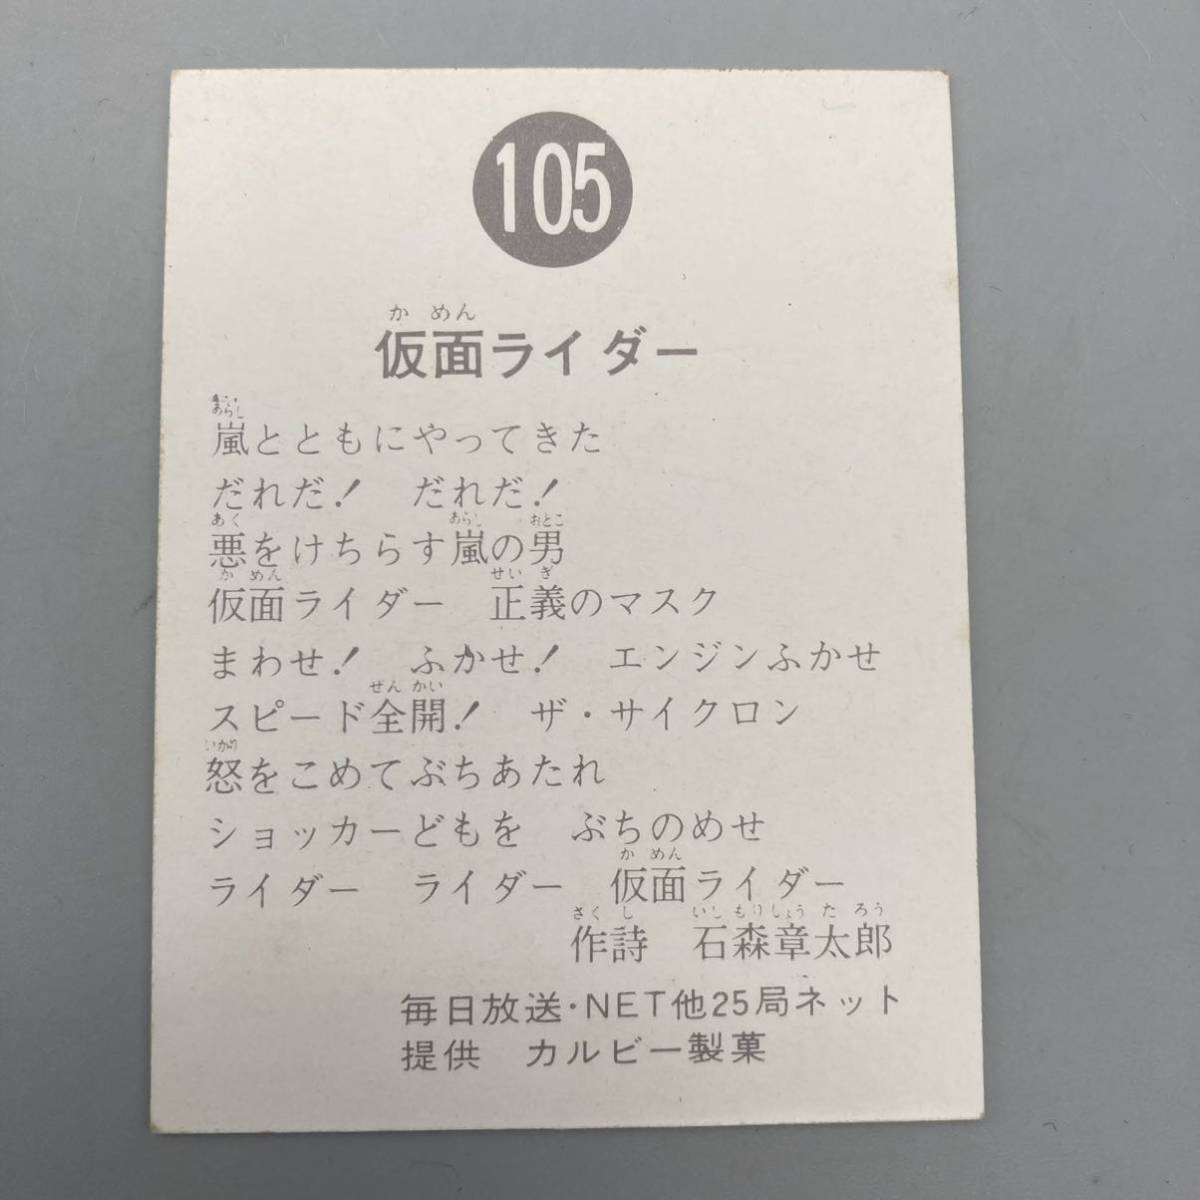 105
かめん
仮面ライダー
あらし
嵐とともにやってきた
だれだ！　だれだ！
あく　あらし　おとこ
悪をけちらす嵐の男
かめん　せいぎ
仮面ライダー　正義のマスク
まわせ！　ふかせ！　エンジンふかせ
ぜんかい
スピード全開！　ザ・サイクロン
いかり
怒をこめてぶちあたれ
ショッカーどもを　ぶちのめせ
かめん
ライダー　ライダー　仮面ライダー
さくし　いしもりしょうたろう
作詩　石森章太郎
毎日放送・NET他25局ネット
提供　カルビー製菓